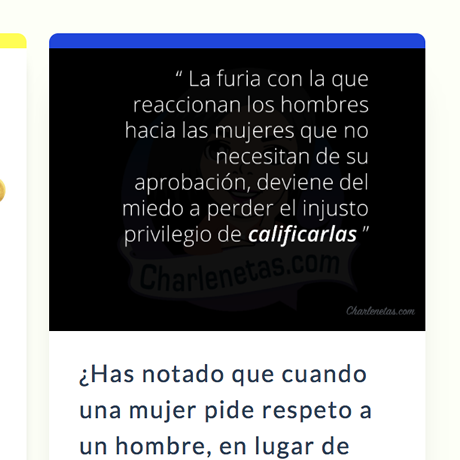 “ La furia con la que
reaccionan los hombres
hacia las mujeres que no
necesitan de su
aprobación, deviene del
miedo a perder el injusto
privilegio de calificarlas ”
Charlenetas.com
Charlenetas.com
¿Has notado que cuando
una mujer pide respeto a
un hombre, en lugar de